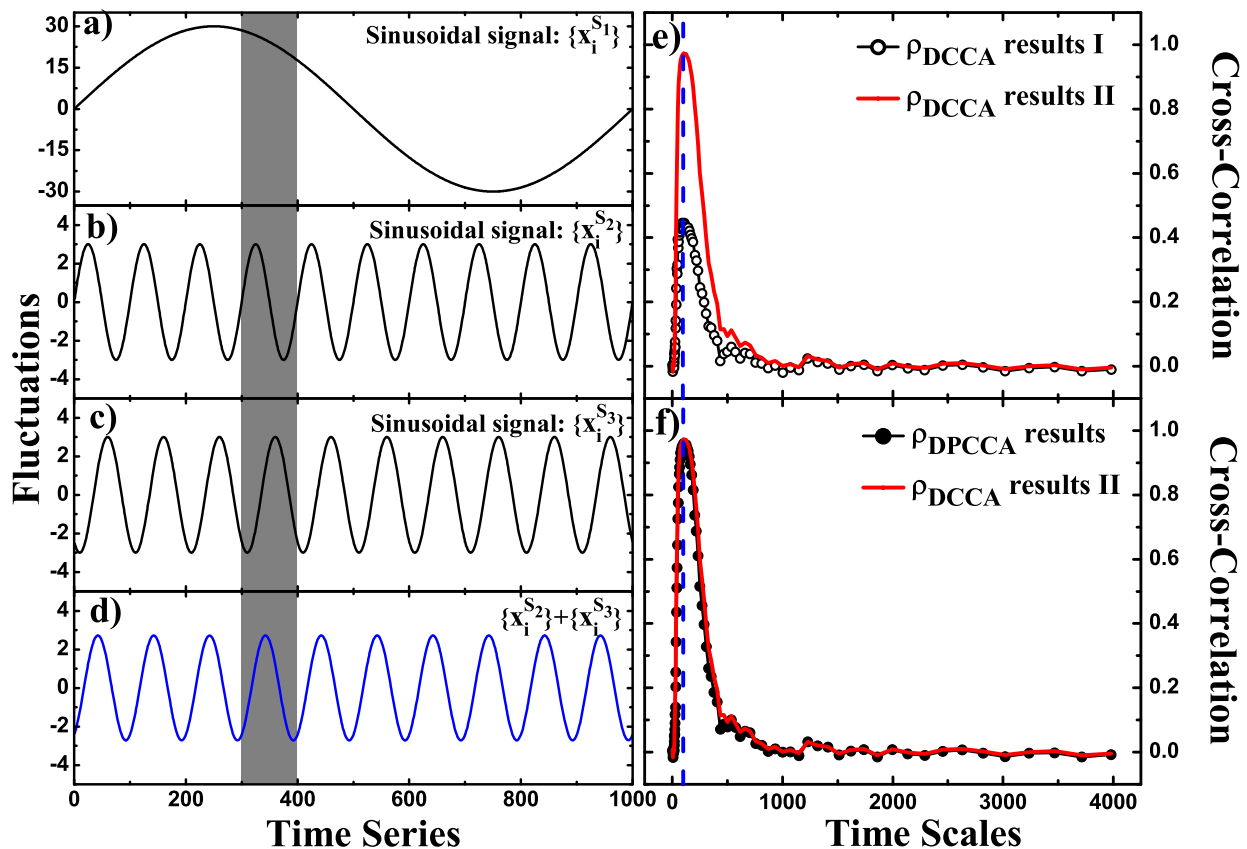 a)
Sinusoidal signal: {x_i^{S_1}}
30
15
0
-15
-30
b)
Sinusoidal signal: {x_i^{S_2}}
4
2
0
-2
-4
c)
Sinusoidal signal: {x_i^{S_3}}
4
2
0
-2
-4
d)
{x_i^{S_2}}+{x_i^{S_3}}
4
2
0
-2
-4
0 200 400 600 800 1000
Time Series
Fluctuations
e)
ρ_DCCA results I
ρ_DCCA results II
1.0
0.8
0.6
0.4
0.2
0.0
Cross-Correlation
f)
ρ_DPCCA results
ρ_DCCA results II
1.0
0.8
0.6
0.4
0.2
0.0
Cross-Correlation
0 1000 2000 3000 4000
Time Scales